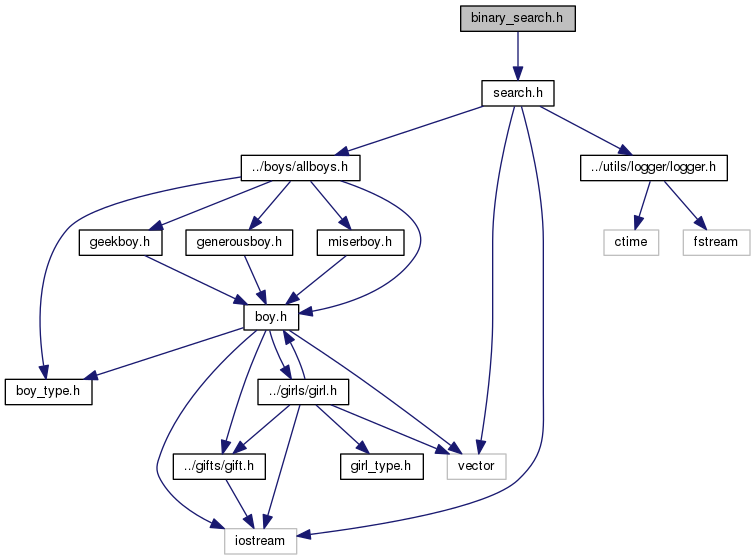 binary_search.h
search.h
../boys/allboys.h
../utils/logger/logger.h
geekboy.h
generousboy.h
miserboy.h
ctime
fstream
boy.h
boy_type.h
../girls/girl.h
../gifts/gift.h
girl_type.h
vector
iostream